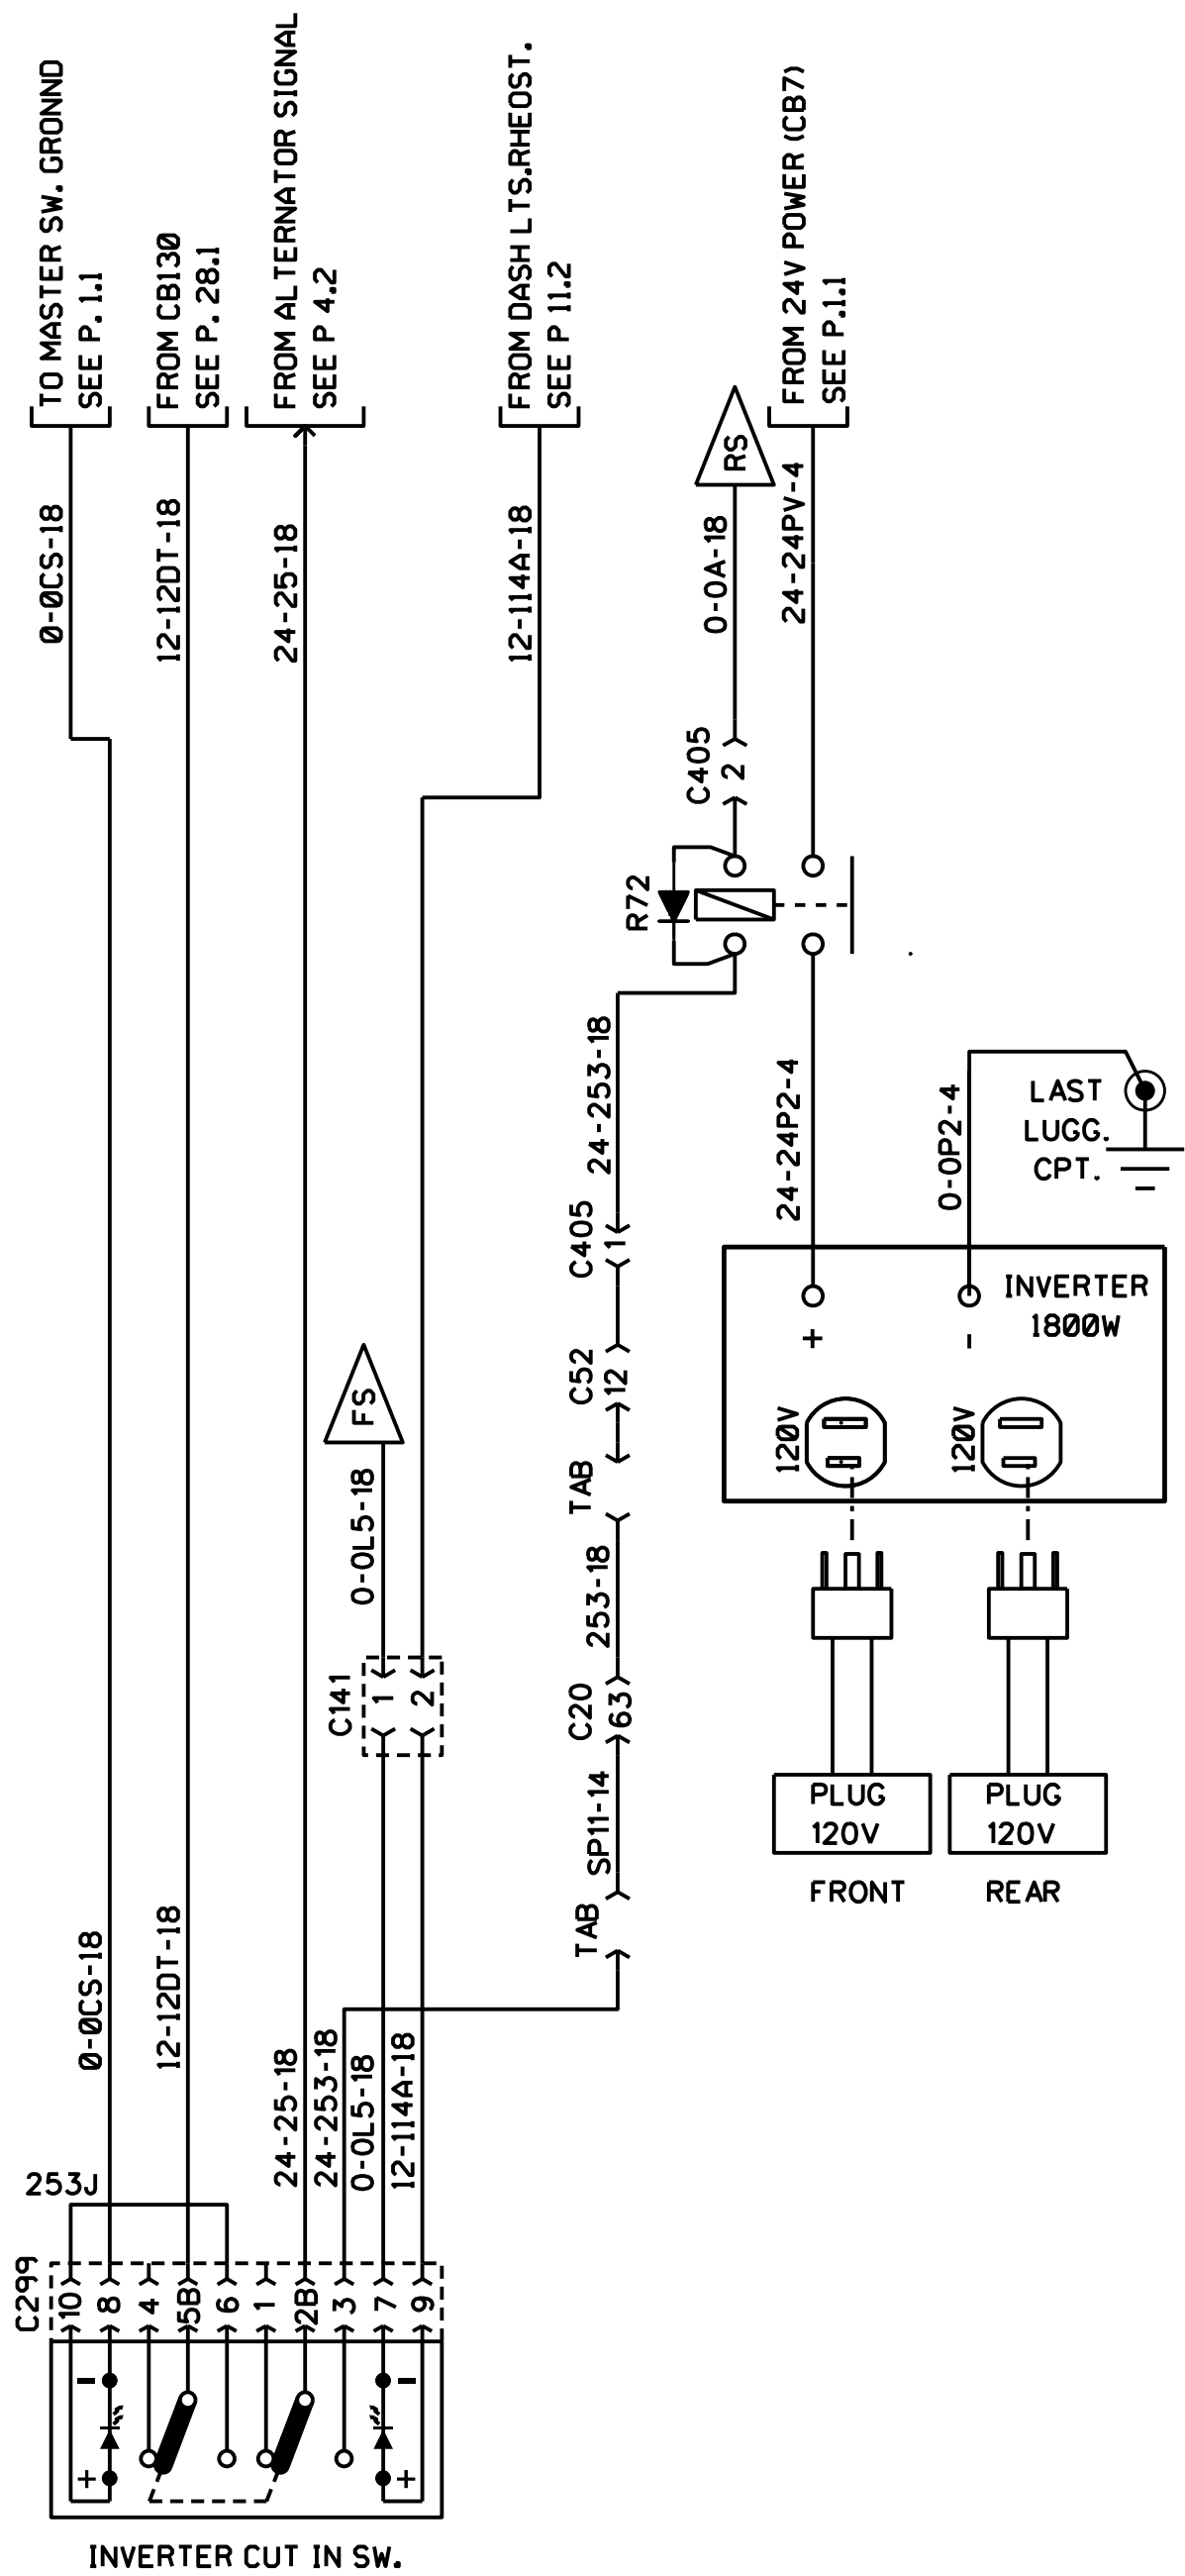 TO MASTER SW. GRONND
SEE P. 1.1
FROM CB130
SEE P. 28.1
FROM ALTERNATOR SIGNAL
SEE P 4.2
FROM DASH LTS.RHEOST.
SEE P 11.2
FROM 24V POWER (CB7)
SEE P.1.1
0-0CS-18
12-12DT-18
24-25-18
12-114A-18
RS
0-0A-18
24-24PV-4
C405
2
R72
24-253-18
24-24P2-4
0-0P2-4
LAST
LUGG.
CPT.
C405
1
INVERTER
1800W
+
-
C52
12
FS
120V
120V
TAB
0-0L5-18
253-18
C141
1
2
C20
63
SP11-14
PLUG
120V
PLUG
120V
FRONT
REAR
TAB
0-0CS-18
12-12DT-18
24-25-18
24-253-18
0-0L5-18
12-114A-18
253J
C299
10
8
4
5B
6
1
2B
3
7
9
-
-
+
+
INVERTER CUT IN SW.